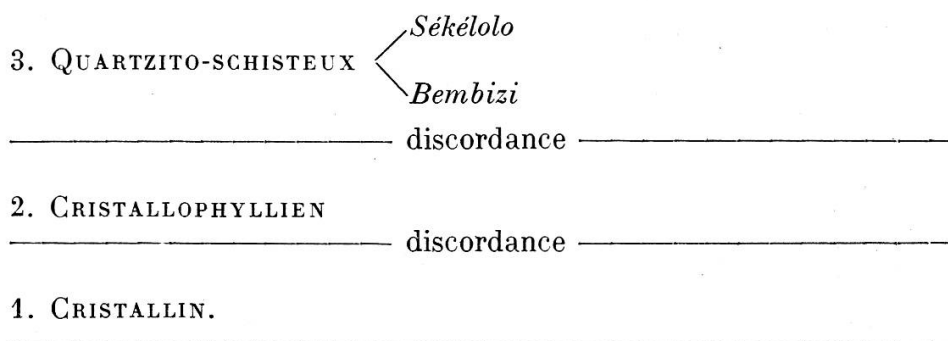 Sékélolo
3. QUARTZITO-SCHISTEUX
Bembizi
discordance
2. CRISTALLOPHYLLIEN
discordance
1. CRISTALLIN.